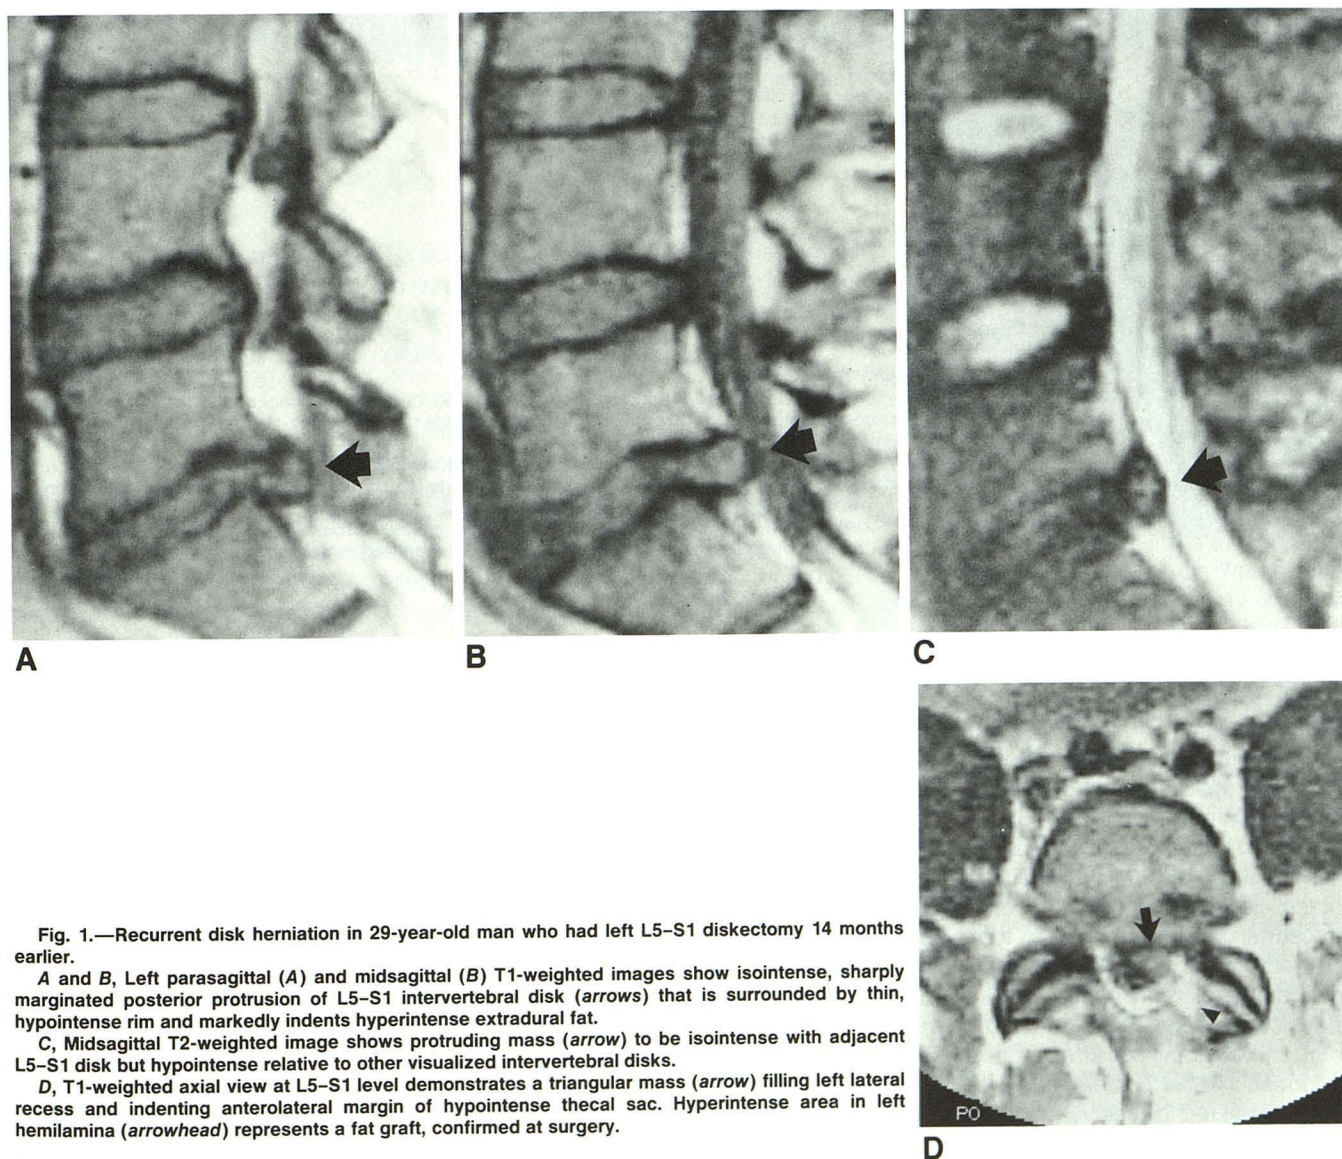 A
B
C
Fig. 1.—Recurrent disk herniation in 29-year-old man who had left L5–S1 diskectomy 14 months
earlier.
A and B, Left parasagittal (A) and midsagittal (B) T1-weighted images show isointense, sharply
marginated posterior protrusion of L5–S1 intervertebral disk (arrows) that is surrounded by thin,
hypointense rim and markedly indents hyperintense extradural fat.
C, Midsagittal T2-weighted image shows protruding mass (arrow) to be isointense with adjacent
L5–S1 disk but hypointense relative to other visualized intervertebral disks.
D, T1-weighted axial view at L5–S1 level demonstrates a triangular mass (arrow) filling left lateral
recess and indenting anterolateral margin of hypointense thecal sac. Hyperintense area in left
hemilamina (arrowhead) represents a fat graft, confirmed at surgery.
PO
D